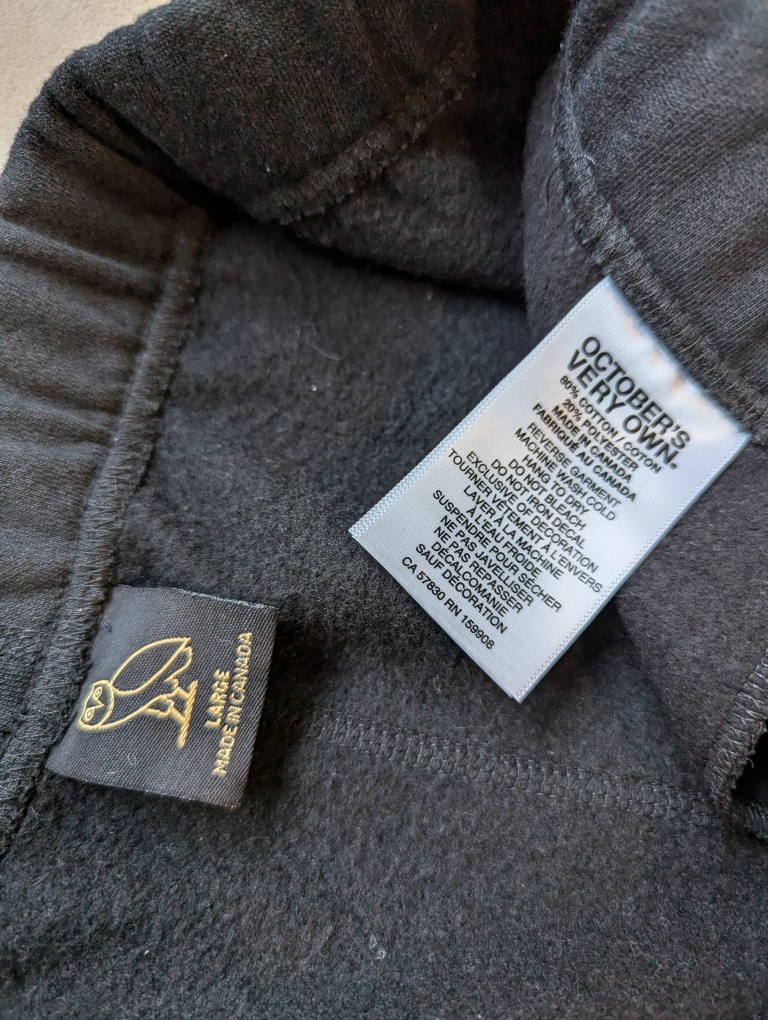 OCTOBER'S
VERY OWN®
80% COTTON / COTON
20% POLYESTER
MADE IN CANADA
FABRIQUE AU CANADA
REVERSE GARMENT
MACHINE WASH COLD
HANG TO DRY
DO NOT BLEACH
DO NOT IRON DECAL
EXCLUSIVE OF DECORATION
TOURNER VÊTEMENT À L'ENVERS
LAVER À LA MACHINE
À L'EAU FROIDE
SUSPENDRE POUR SÉCHER
NE PAS JAVELLISER
NE PAS REPASSER
DÉCALCOMANIE
SAUF DÉCORATION
CA 57830 RN 159908
LARGE
MADE IN CANADA